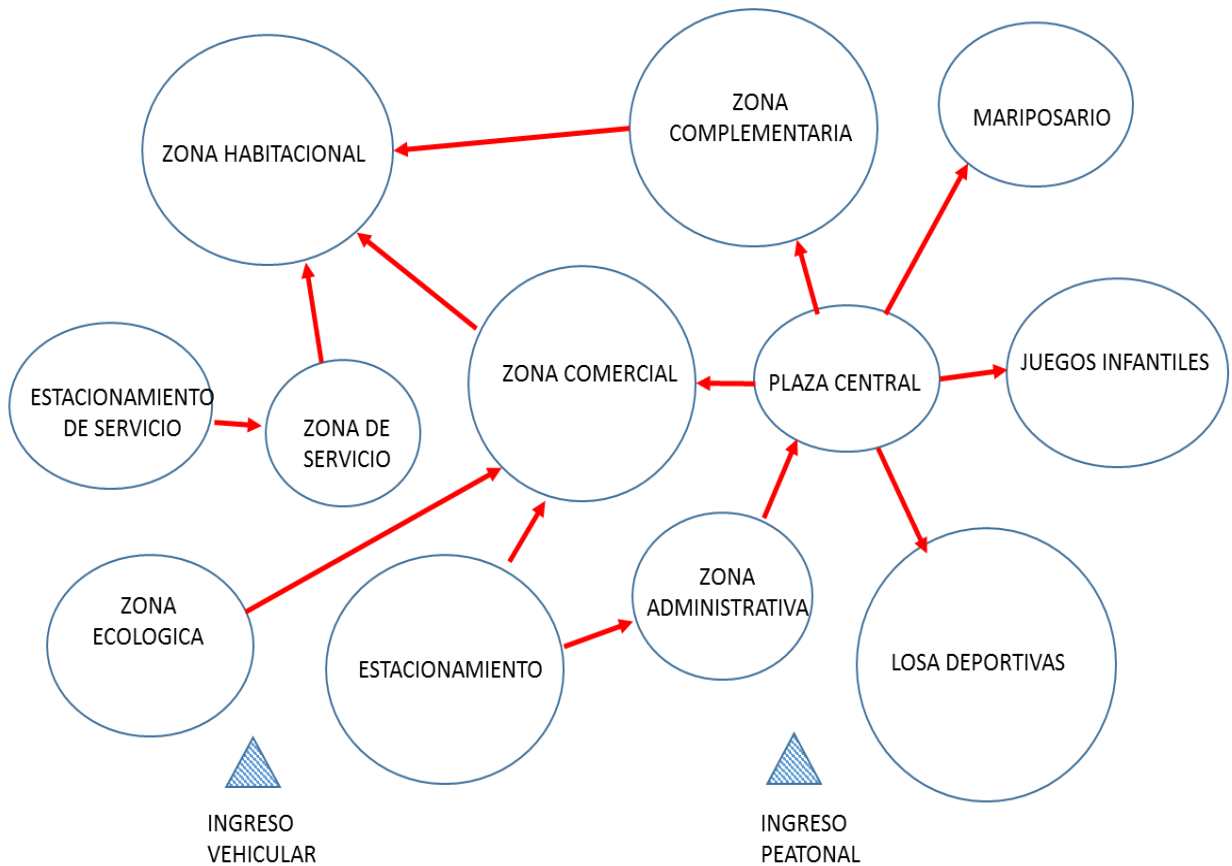 ZONA
COMPLEMENTARIA
MARIPOSARIO
ZONA HABITACIONAL
ZONA COMERCIAL
PLAZA CENTRAL
JUEGOS INFANTILES
ESTACIONAMIENTO
DE SERVICIO
ZONA DE
SERVICIO
ZONA
ECOLOGICA
ESTACIONAMIENTO
ZONA
ADMINISTRATIVA
LOSA DEPORTIVAS
INGRESO
VEHICULAR
INGRESO
PEATONAL